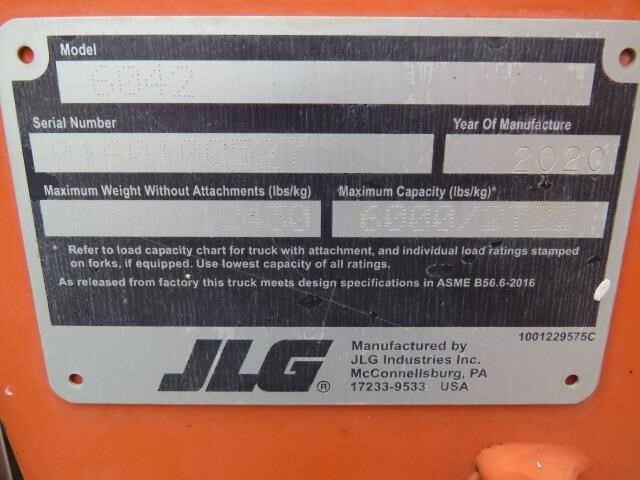 Model
6042
Serial Number
Year Of Manufacture
2020
Maximum Weight Without Attachments (lbs/kg)
Maximum Capacity (lbs/kg)*
6000/2722
* Refer to load capacity chart for truck with attachment, and individual load ratings stamped
on forks, if equipped. Use lowest capacity of all ratings.
As released from factory this truck meets design specifications in ASME B56.6-2016
1001229575C
JLG®
Manufactured by
JLG Industries Inc.
McConnellsburg, PA
17233-9533 USA